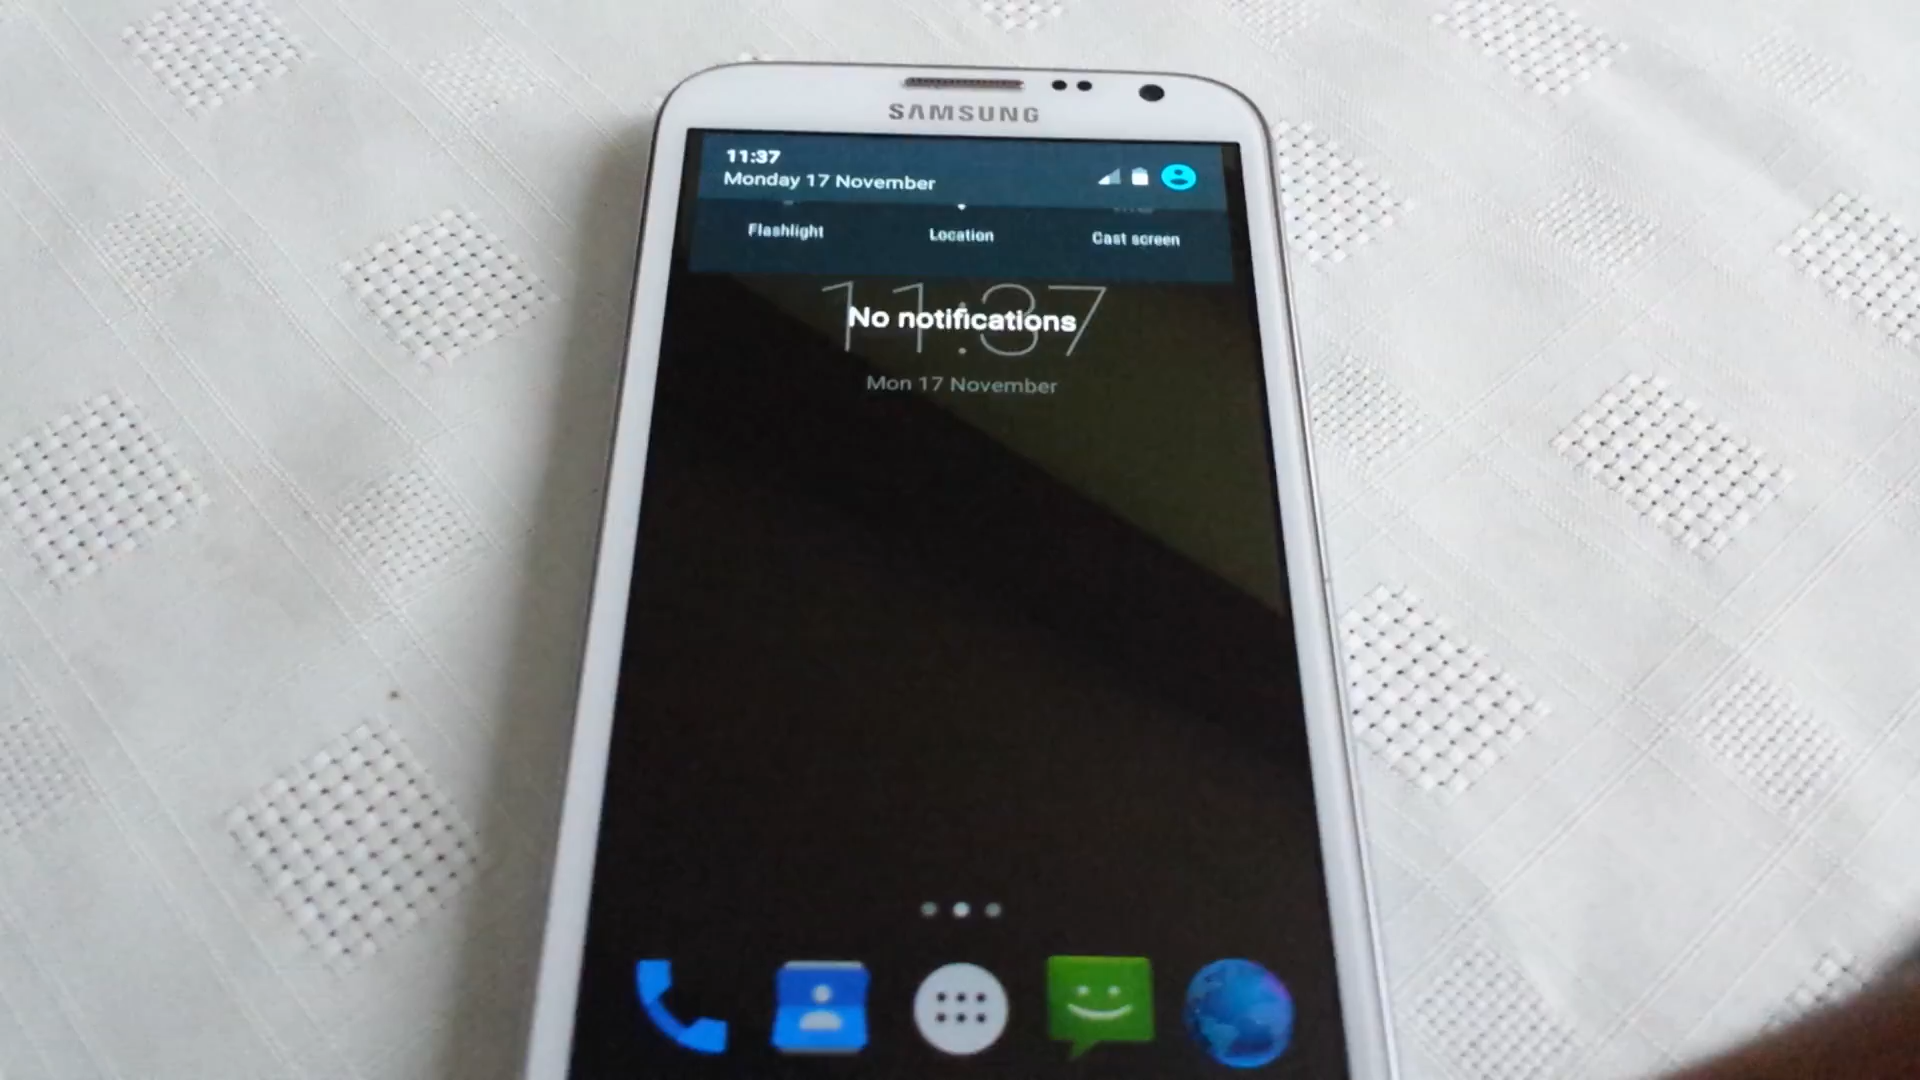 SAMSUNG
11:37
Monday 17 November
Flashlight
Location
Cast screen
11:37
No notifications
Mon 17 November